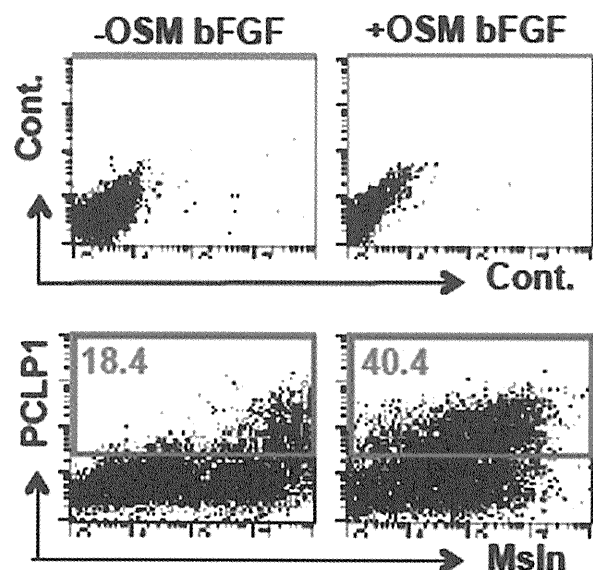 -OSM bFGF
+OSM bFGF
Cont.
Cont.
PCLP1
18.4
40.4
Msln